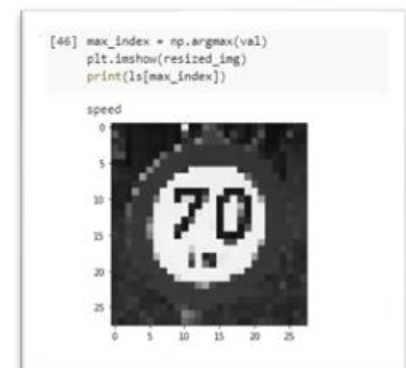 [46] max_index = np.argmax(val)
plt.imshow(resized_img)
print(ls[max_index])
speed
0
5
10
15
20
25
70
0 5 10 15 20 25